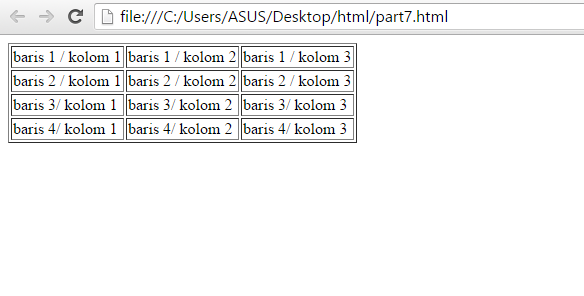 file:///C:/Users/ASUS/Desktop/html/part7.html
baris 1 / kolom 1 baris 1 / kolom 2 baris 1 / kolom 3
baris 2 / kolom 1 baris 2 / kolom 2 baris 2 / kolom 3
baris 3/ kolom 1 baris 3/ kolom 2 baris 3/ kolom 3
baris 4/ kolom 1 baris 4/ kolom 2 baris 4/ kolom 3